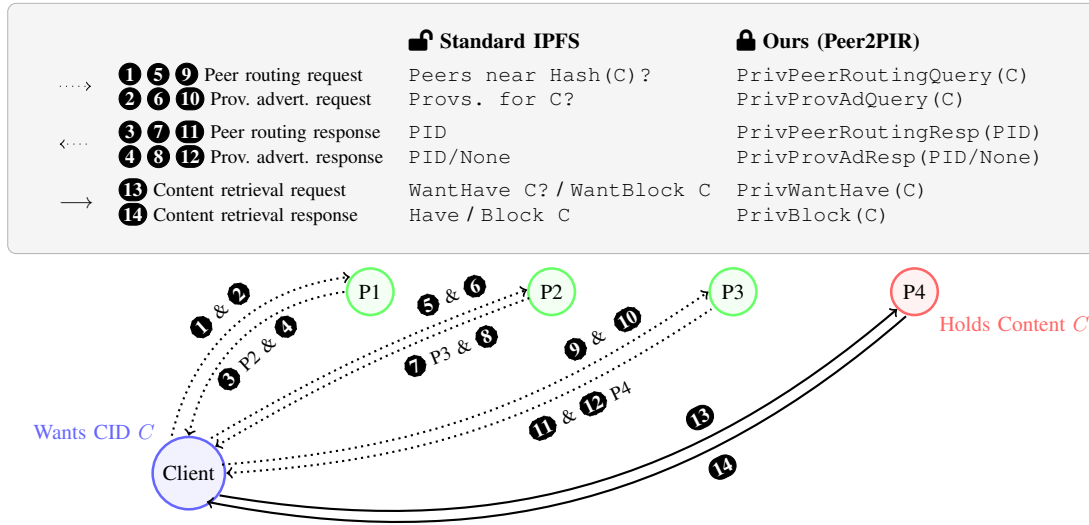 Standard IPFS Ours (Peer2PIR)
1 5 9 Peer routing request Peers near Hash(C)? PrivPeerRoutingQuery(C)
2 6 10 Prov. advert. request Provs. for C? PrivProvAdQuery(C)
3 7 11 Peer routing response PID PrivPeerRoutingResp(PID)
4 8 12 Prov. advert. response PID/None PrivProvAdResp(PID/None)
13 Content retrieval request WantHave C? / WantBlock C PrivWantHave(C)
14 Content retrieval response Have / Block C PrivBlock(C)
P1
P2
P3
P4
Holds Content C
1 & 2
3 P2 & 4
5 & 6
7 P3 & 8
9 & 10
11 & 12 P4
13
14
Wants CID C
Client